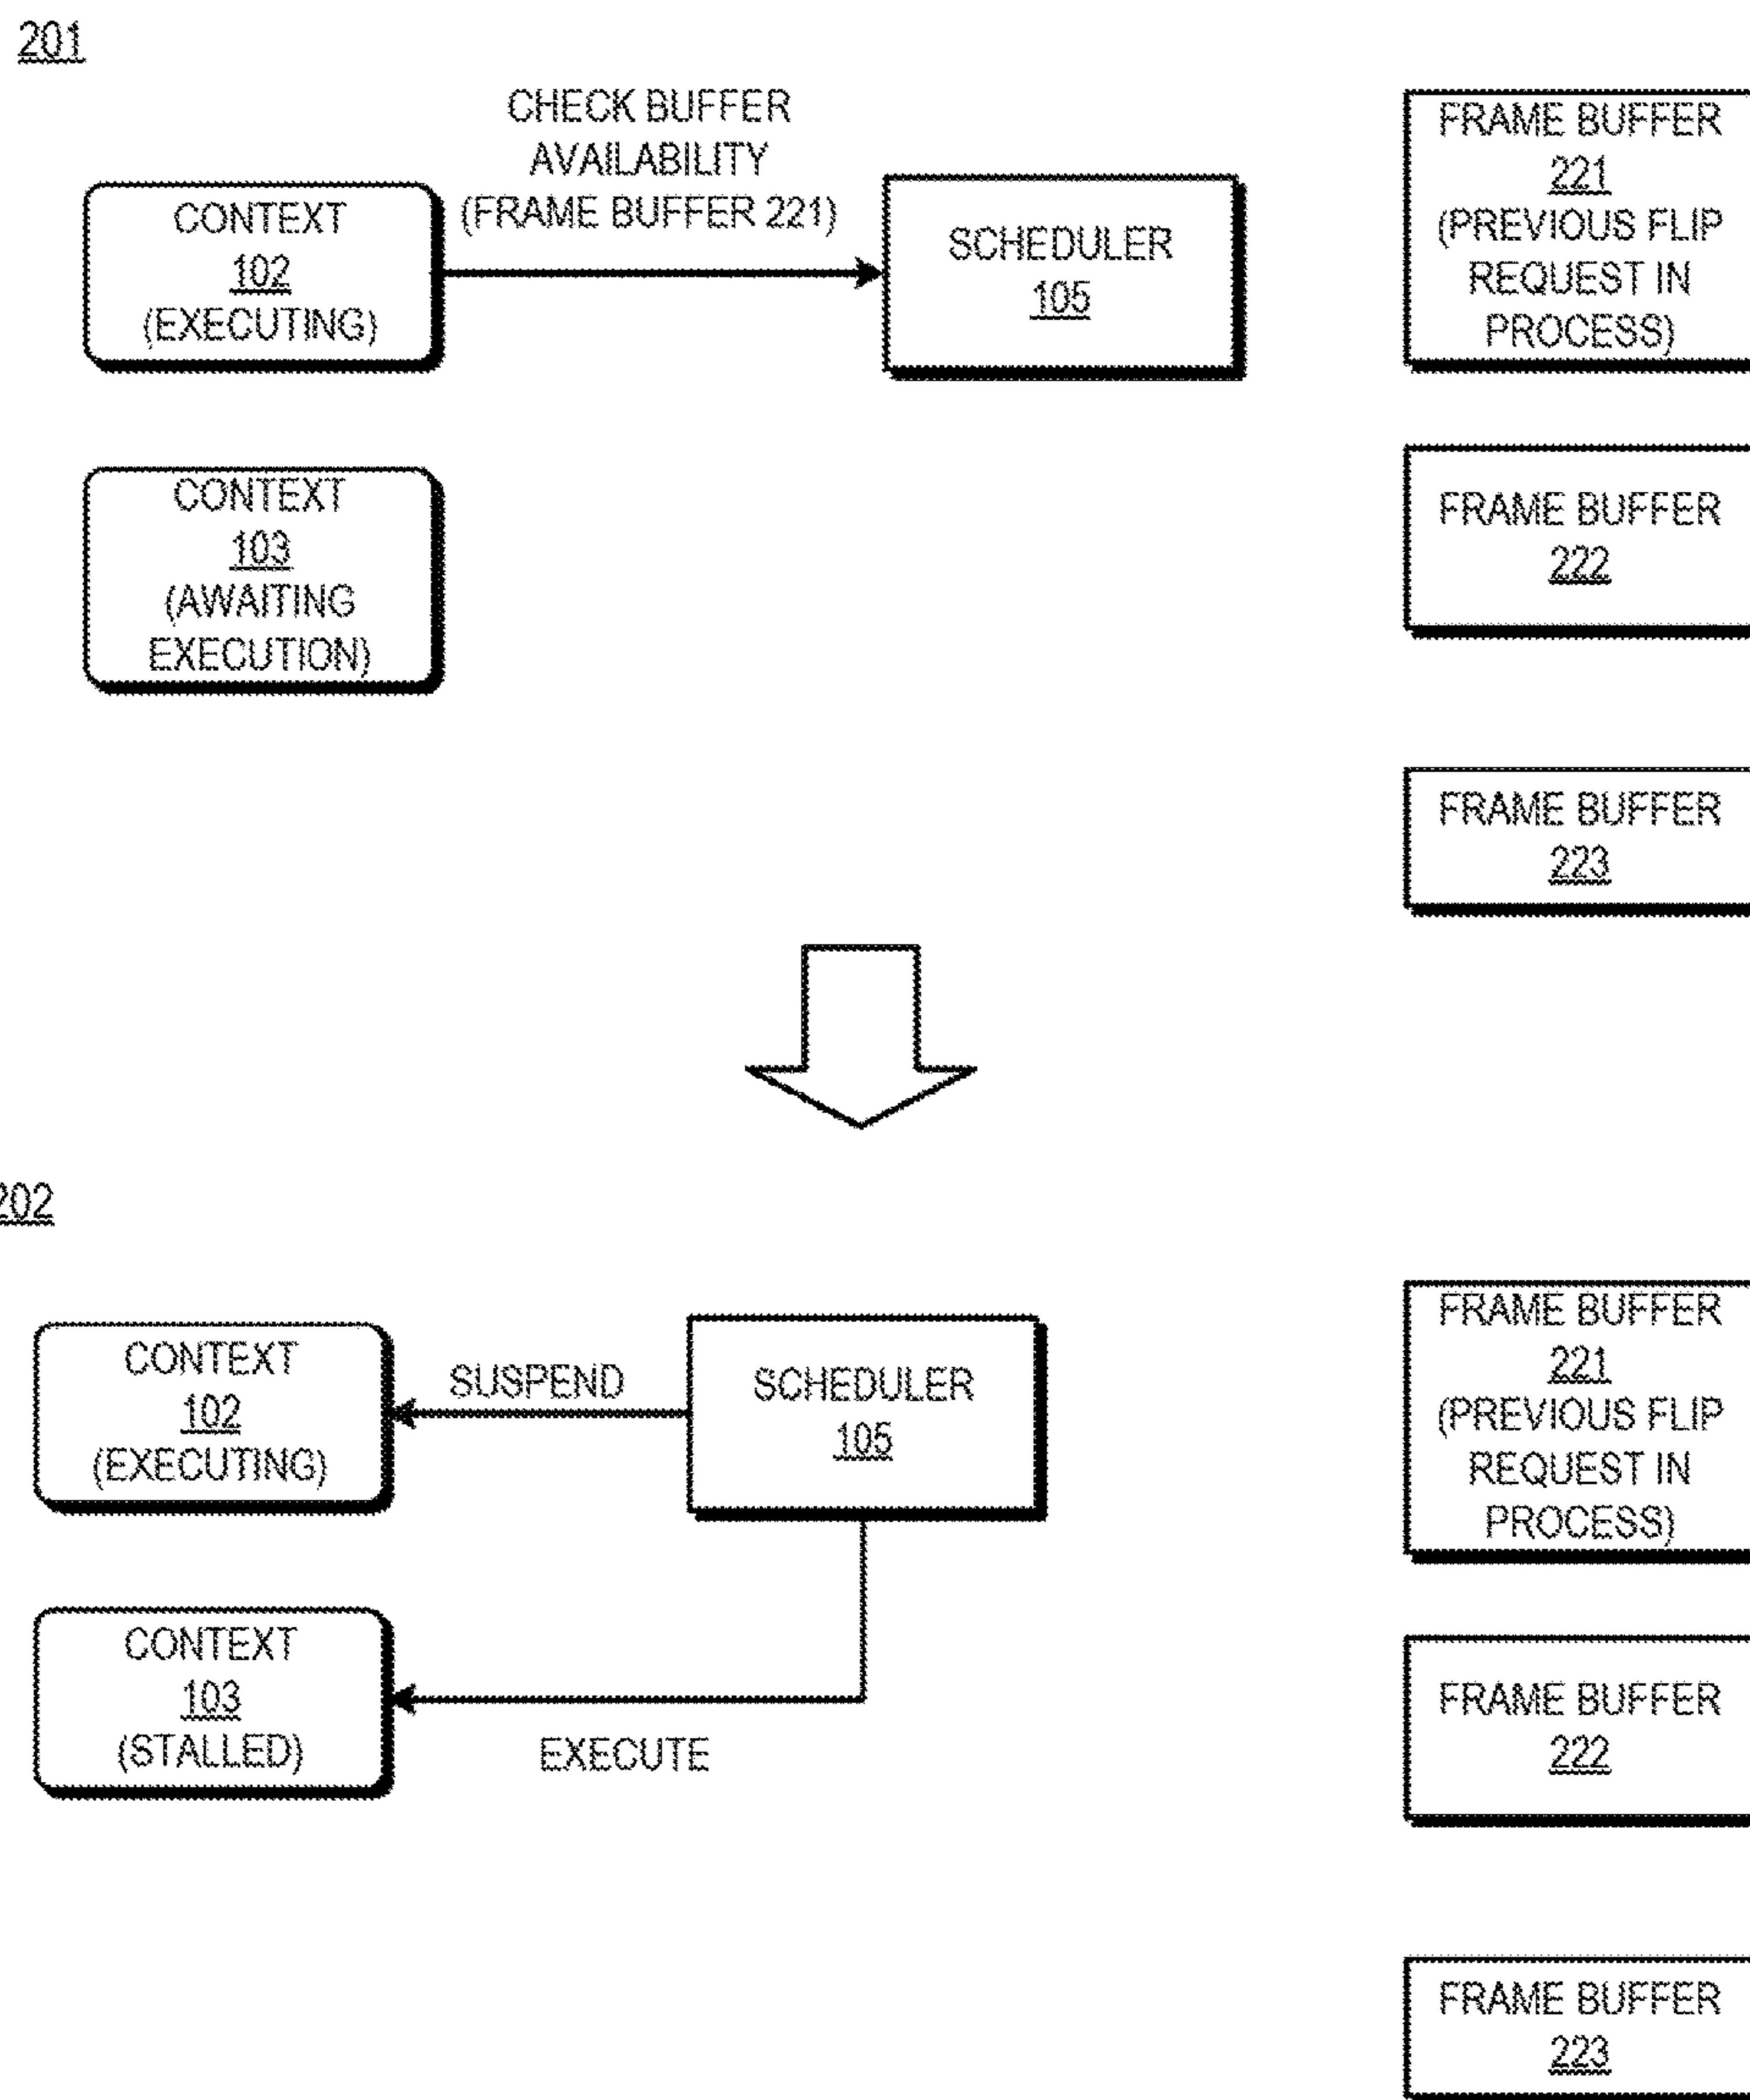 201
CHECK BUFFER
AVAILABILITY
(FRAME BUFFER 221)
CONTEXT
102
(EXECUTING)
SCHEDULER
105
FRAME BUFFER
221
(PREVIOUS FLIP
REQUEST IN
PROCESS)
CONTEXT
103
(AWAITING
EXECUTION)
FRAME BUFFER
222
FRAME BUFFER
223
202
CONTEXT
102
(EXECUTING)
SUSPEND
SCHEDULER
105
FRAME BUFFER
221
(PREVIOUS FLIP
REQUEST IN
PROCESS)
CONTEXT
103
(STALLED)
EXECUTE
FRAME BUFFER
222
FRAME BUFFER
223